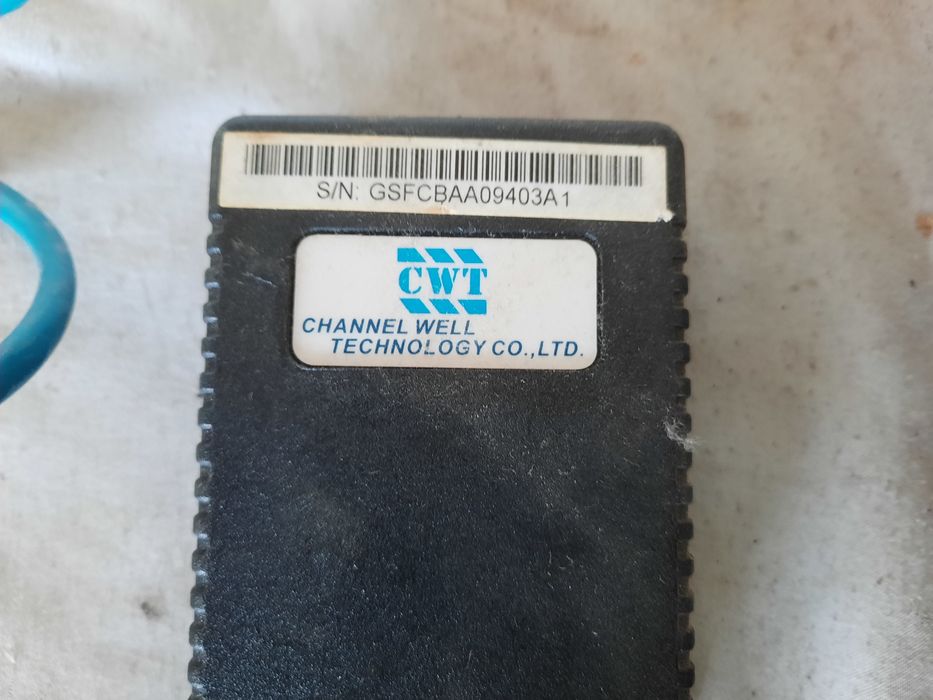 S/N: GSFCBAA09403A1
CWT
CHANNEL WELL
TECHNOLOGY CO.,LTD.